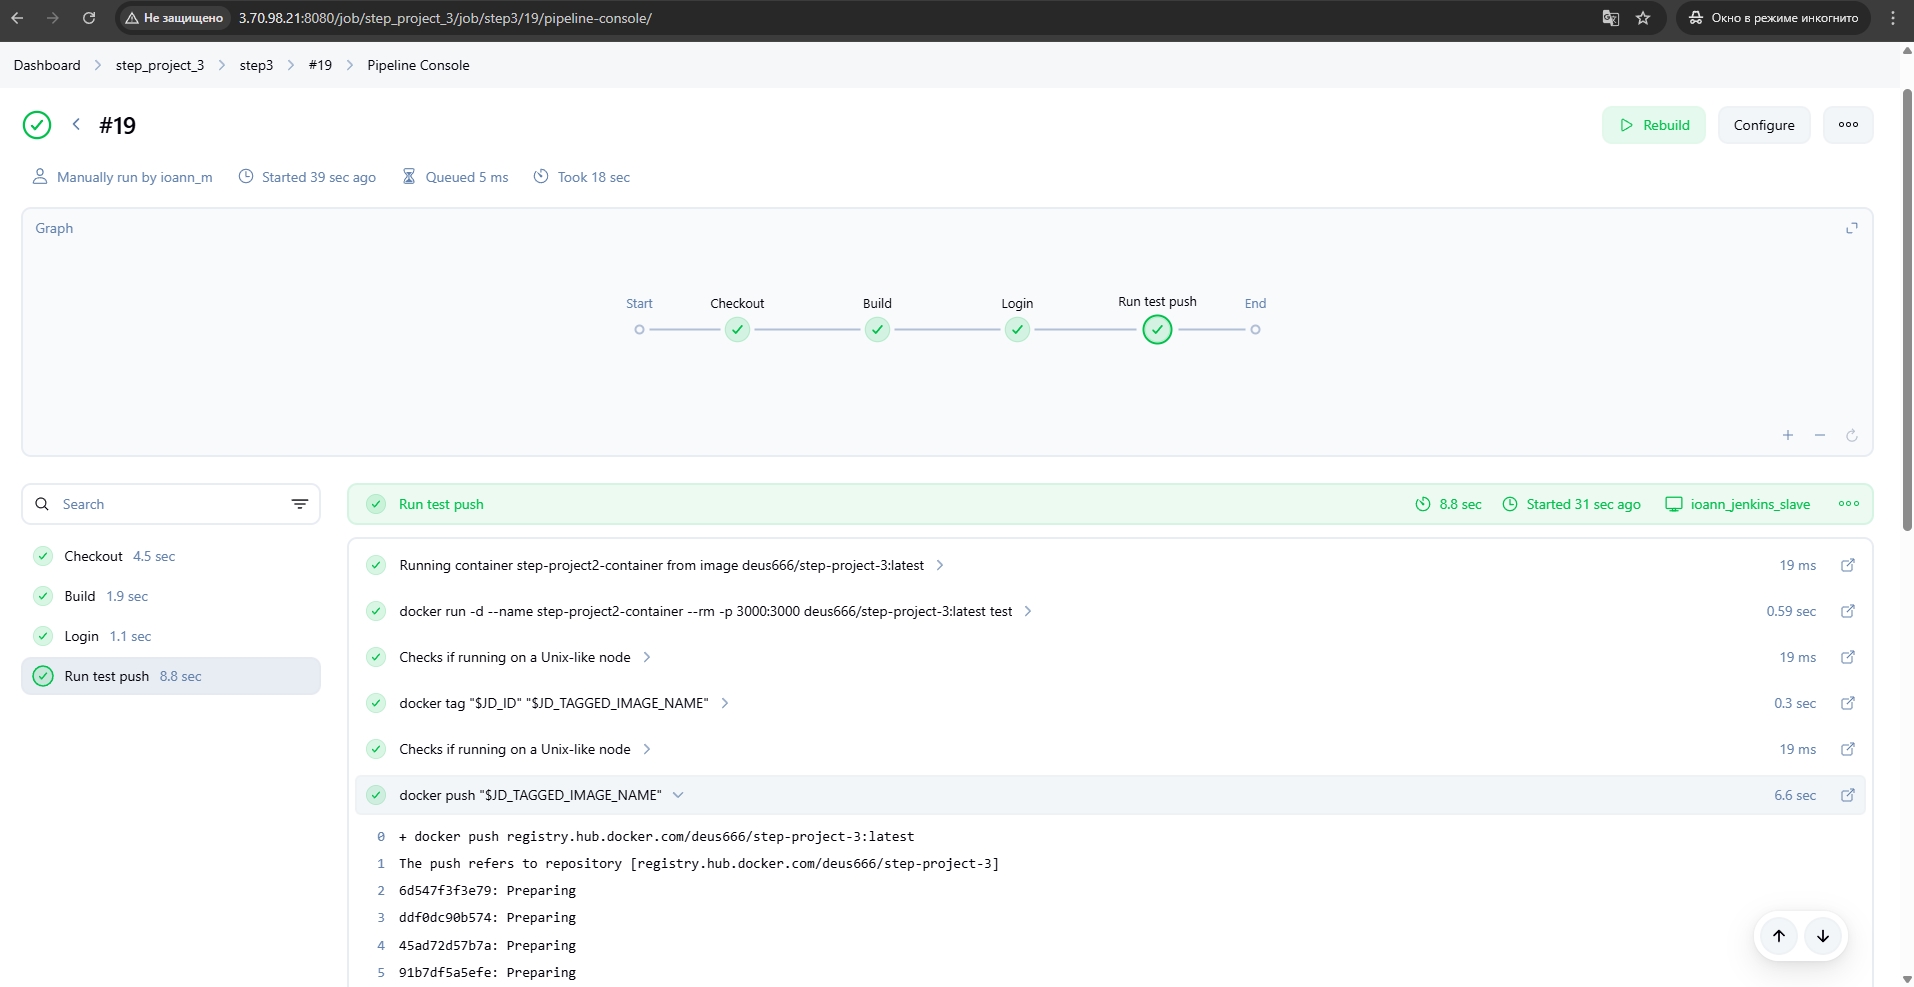 Не защищено 3.70.98.21:8080/job/step_project_3/job/step3/19/pipeline-console/ Окно в режиме инкогнито
Dashboard step_project_3 step3 #19 Pipeline Console
#19 Rebuild Configure
Manually run by ioann_m Started 39 sec ago Queued 5 ms Took 18 sec
Graph
Start Checkout Build Login Run test push End
Search
Checkout 4.5 sec
Build 1.9 sec
Login 1.1 sec
Run test push 8.8 sec
Run test push 8.8 sec Started 31 sec ago ioann_jenkins_slave
Running container step-project2-container from image deus666/step-project-3:latest 19 ms
docker run -d --name step-project2-container --rm -p 3000:3000 deus666/step-project-3:latest test 0.59 sec
Checks if running on a Unix-like node 19 ms
docker tag "$JD_ID" "$JD_TAGGED_IMAGE_NAME" 0.3 sec
Checks if running on a Unix-like node 19 ms
docker push "$JD_TAGGED_IMAGE_NAME" 6.6 sec
0 + docker push registry.hub.docker.com/deus666/step-project-3:latest
1 The push refers to repository [registry.hub.docker.com/deus666/step-project-3]
2 6d547f3f3e79: Preparing
3 ddf0dc90b574: Preparing
4 45ad72d57b7a: Preparing
5 91b7df5a5efe: Preparing